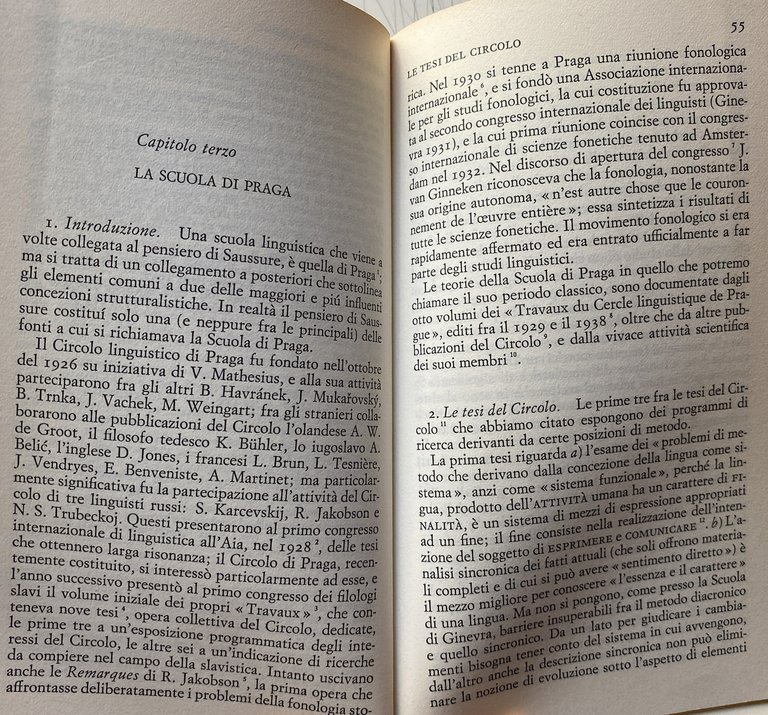 Capitolo terzo
LA SCUOLA DI PRAGA
1. Introduzione. Una scuola linguistica che viene a
volte collegata al pensiero di Saussure, è quella di Praga¹;
ma si tratta di un collegamento a posteriori che sottolinea
gli elementi comuni a due delle maggiori e piú influenti
concezioni strutturalistiche. In realtà il pensiero di Saus-
sure costituí solo una (e neppure fra le principali) delle
fonti a cui si richiamava la Scuola di Praga.
Il Circolo linguistico di Praga fu fondato nell'ottobre
del 1926 su iniziativa di V. Mathesius, e alla sua attività
parteciparono fra gli altri B. Havránek, J. Mukařovský,
B. Trnka, J. Vachek, M. Weingart; fra gli stranieri colla-
borarono alle pubblicazioni del Circolo l'olandese A. W.
de Groot, il filosofo tedesco K. Bühler, lo iugoslavo A.
Belić, l'inglese D. Jones, i francesi L. Brun, L. Tesnière,
J. Vendryes, E. Benveniste, A. Martinet; ma particolar-
mente significativa fu la partecipazione all'attività del Cir-
colo di tre linguisti russi: S. Karcevskij, R. Jakobson e
N. S. Trubeckoj. Questi presentarono al primo congresso
internazionale di linguistica all'Aia, nel 1928², delle tesi
che ottennero larga risonanza; il Circolo di Praga, recen-
temente costituito, si interessò particolarmente ad esse, e
l'anno successivo presentò al primo congresso dei filologi
slavi il volume iniziale dei propri «Travaux»³, che con-
teneva nove tesi⁴, opera collettiva del Circolo, dedicate,
le prime tre a un'esposizione programmatica degli inte-
ressi del Circolo, le altre sei a un'indicazione di ricerche
da compiere nel campo della slavistica. Intanto uscivano
anche le Remarques di R. Jakobson⁵, la prima opera che
affrontasse deliberatamente i problemi della fonologia sto-
LE TESI DEL CIRCOLO 55
rica. Nel 1930 si tenne a Praga una riunione fonologica
internazionale⁶, e si fondò una Associazione internaziona-
le per gli studi fonologici, la cui costituzione fu approva-
ta al secondo congresso internazionale dei linguisti (Gine-
vra 1931), e la cui prima riunione coincise con il congres-
so internazionale di scienze fonetiche tenuto ad Amster-
dam nel 1932. Nel discorso di apertura del congresso⁷ J.
van Ginneken riconosceva che la fonologia, nonostante la
sua origine autonoma, «n'est autre chose que le couron-
nement de l'œuvre entière»; essa sintetizza i risultati di
tutte le scienze fonetiche. Il movimento fonologico si era
rapidamente affermato ed era entrato ufficialmente a far
parte degli studi linguistici.
Le teorie della Scuola di Praga in quello che potremo
chiamare il suo periodo classico, sono documentate dagli
otto volumi dei «Travaux du Cercle linguistique de Pra-
gue», editi fra il 1929 e il 1938⁸, oltre che da altre pub-
blicazioni del Circolo⁹, e dalla vivace attività scientifica
dei suoi membri¹⁰.
2. Le tesi del Circolo. Le prime tre fra le tesi del Cir-
colo¹¹ che abbiamo citato espongono dei programmi di
ricerca derivanti da certe posizioni di metodo.
La prima tesi riguarda a) l'esame dei «problemi di me-
todo che derivano dalla concezione della lingua come si-
stema», anzi come «sistema funzionale», perché la lin-
gua, prodotto dell'ATTIVITÀ umana ha un carattere di FI-
NALITÀ, è un sistema di mezzi di espressione appropriati
ad un fine; il fine consiste nella realizzazione dell'inten-
zione del soggetto di ESPRIMERE e COMUNICARE¹². b) L'a-
nalisi sincronica dei fatti attuali (che soli offrono materia-
li completi e di cui si può avere «sentimento diretto») è
il mezzo migliore per conoscere «l'essenza e il carattere»
di una lingua. Ma non si pongono, come presso la Scuola
di Ginevra, barriere insuperabili fra il metodo diacronico
e quello sincronico. Da un lato per giudicare i cambia-
menti bisogna tener conto del sistema in cui avvengono,
dall'altro anche la descrizione sincronica non può elimi-
nare la nozione di evoluzione sotto l'aspetto di elementi